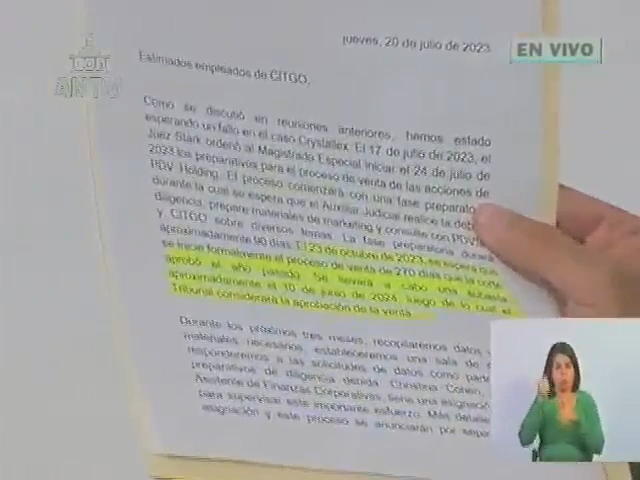 ANTV
EN VIVO
jueves, 20 de julio de 2023
Estimados empleados de CITGO,
Como se discutió en reuniones anteriores, hemos estado
esperando un fallo en el caso Crystallex. El 17 de julio de 2023, el
Juez Stark ordenó al Magistrado Especial iniciar el 24 de julio de
2023 los preparativos para el proceso de venta de las acciones de
PDV Holding. El proceso comenzará con una fase preparato
durante la cual se espera que el Auxiliar Judicial realice la debi
diligencia, prepare materiales de marketing y consulte con PDV
y CITGO sobre diversos temas. La fase preparatoria durará
aproximadamente 90 días. El 23 de octubre de 2023, se espera que
se inicie formalmente el proceso de venta de 270 días que la corte
aprobó el año pasado. Se llevará a cabo una subasta
aproximadamente el 10 de junio de 2024, luego de lo cual el
Tribunal considerará la aprobación de la venta.
Durante los próximos tres meses, recopilaremos datos
materiales necesarios, estableceremos una sala de
responderemos a las solicitudes de datos como parte
preparativos de diligencia debida. Christina Cohen,
Asistente de Finanzas Corporativas, tiene una asignació
para supervisar este importante esfuerzo. Más detalles
asignación y este proceso se anunciarán por separ